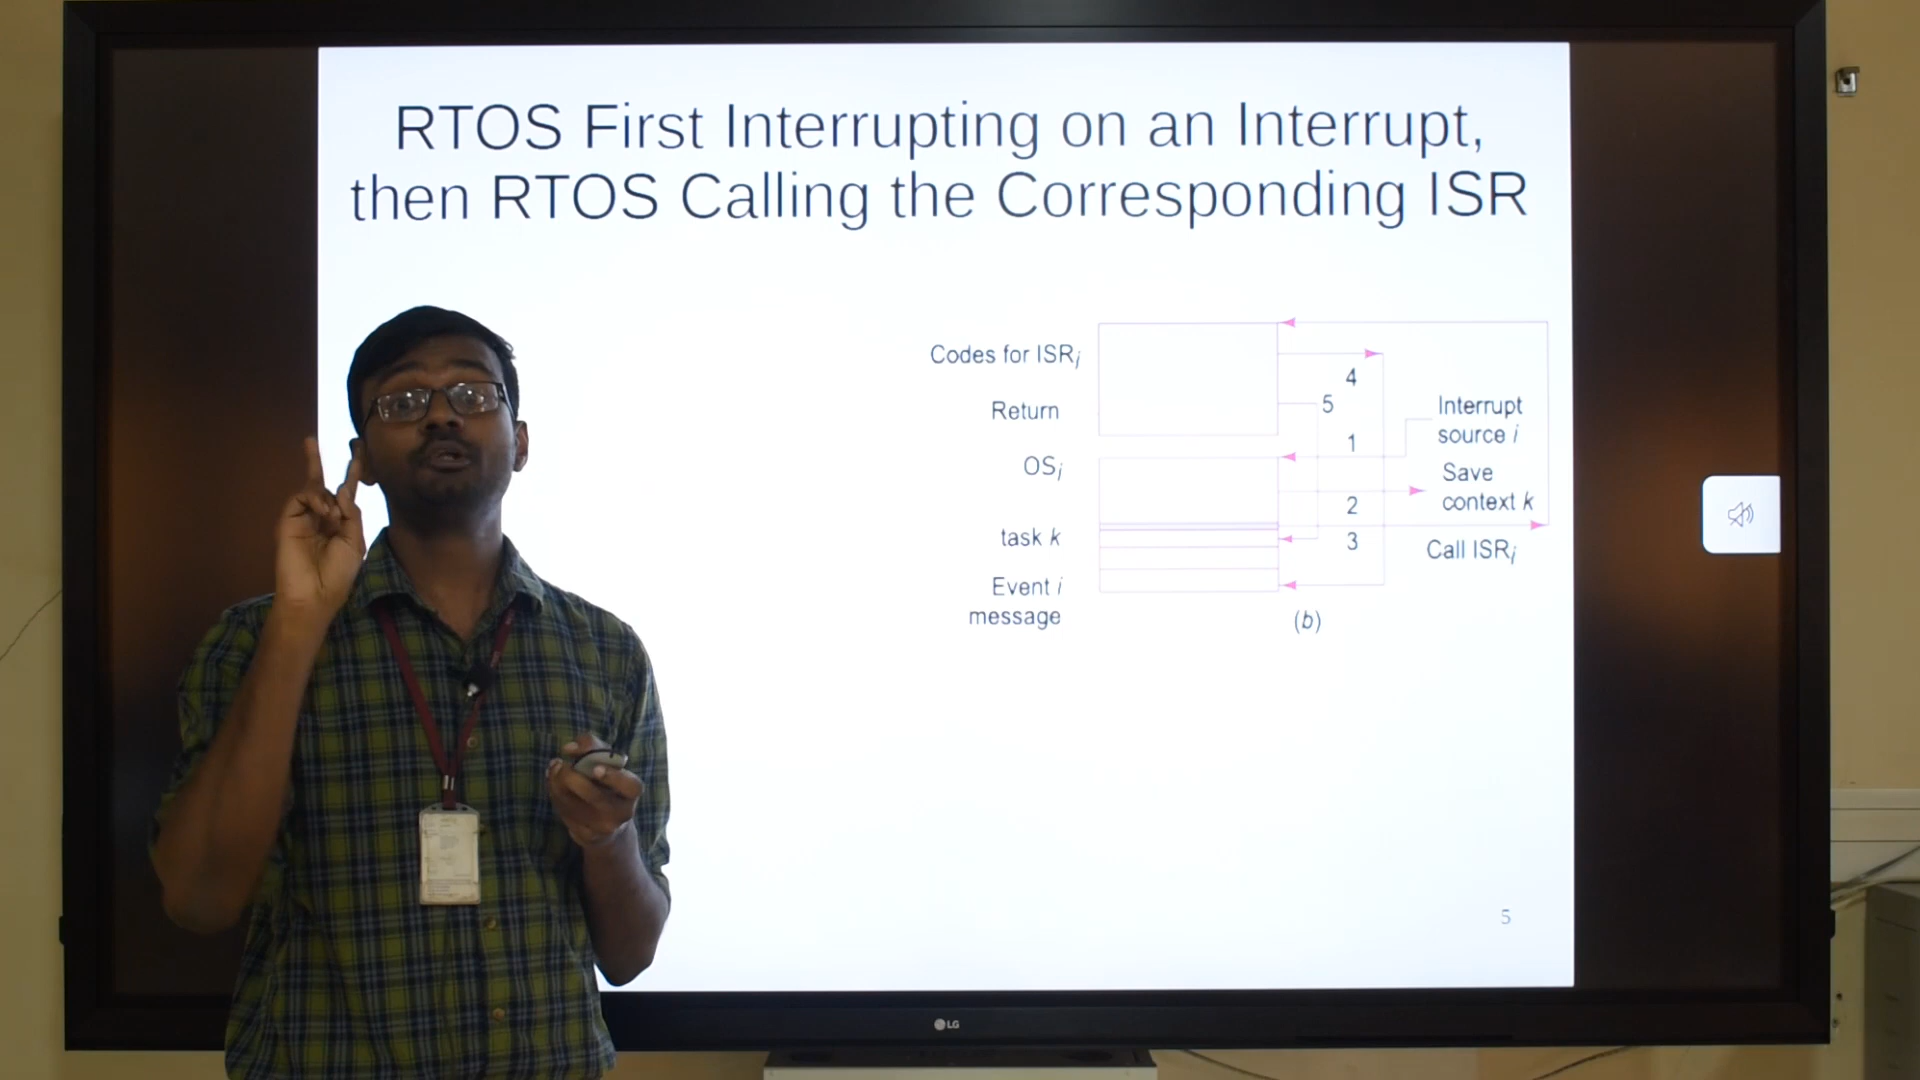 RTOS First Interrupting on an Interrupt,
then RTOS Calling the Corresponding ISR
Codes for ISRi
4
5
Return
Interrupt
source i
1
OSi
Save
context k
2
task k
3
Call ISRi
Event i
message
(b)
5
LG